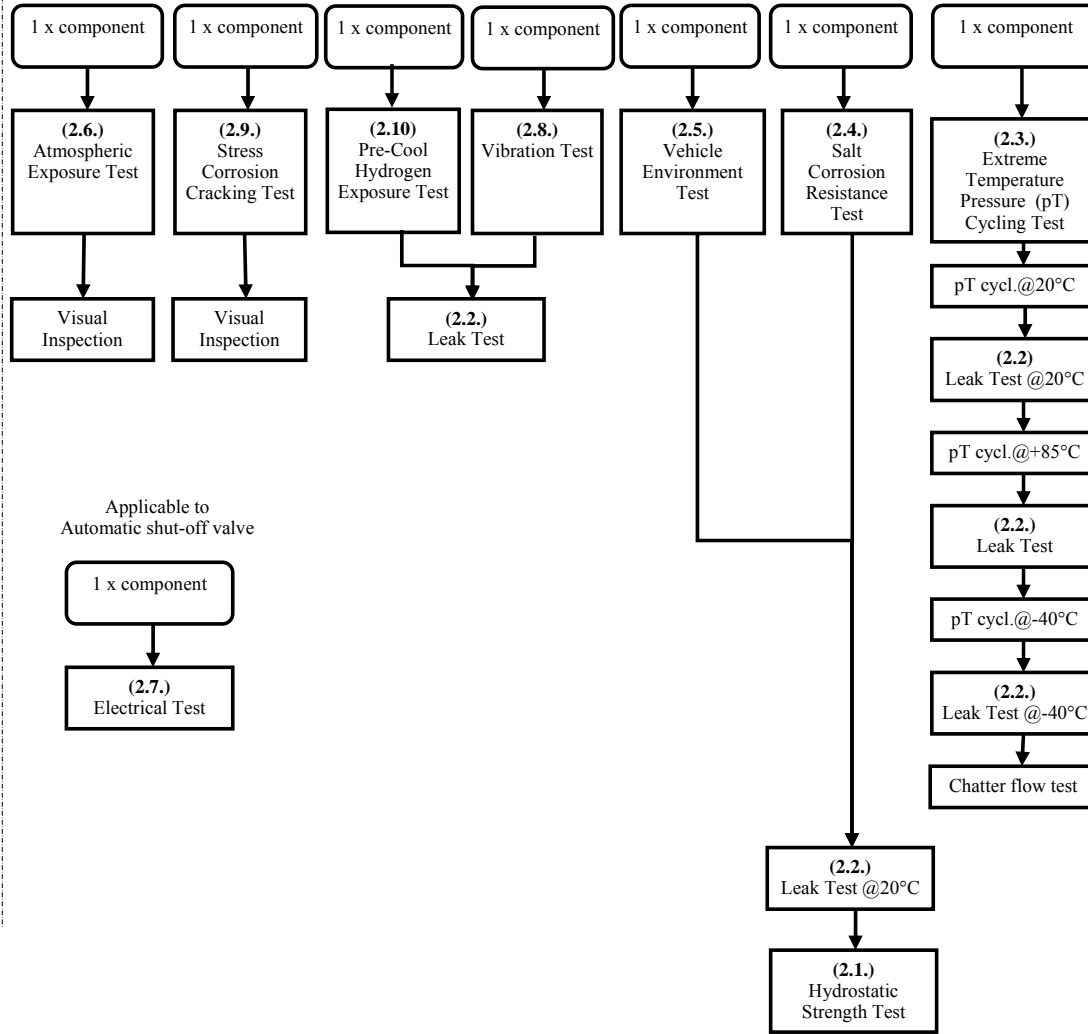 1 x component
1 x component
1 x component
1 x component
1 x component
1 x component
1 x component
(2.6.)
Atmospheric
Exposure Test
(2.9.)
Stress
Corrosion
Cracking Test
(2.10)
Pre-Cool
Hydrogen
Exposure Test
(2.8.)
Vibration Test
(2.5.)
Vehicle
Environment
Test
(2.4.)
Salt
Corrosion
Resistance
Test
(2.3.)
Extreme
Temperature
Pressure (pT)
Cycling Test
Visual
Inspection
Visual
Inspection
(2.2.)
Leak Test
pT cycl.@20°C
(2.2)
Leak Test @20°C
pT cycl.@+85°C
(2.2.)
Leak Test
pT cycl.@-40°C
(2.2.)
Leak Test @-40°C
Chatter flow test
Applicable to
Automatic shut-off valve
1 x component
(2.7.)
Electrical Test
(2.2.)
Leak Test @20°C
(2.1.)
Hydrostatic
Strength Test